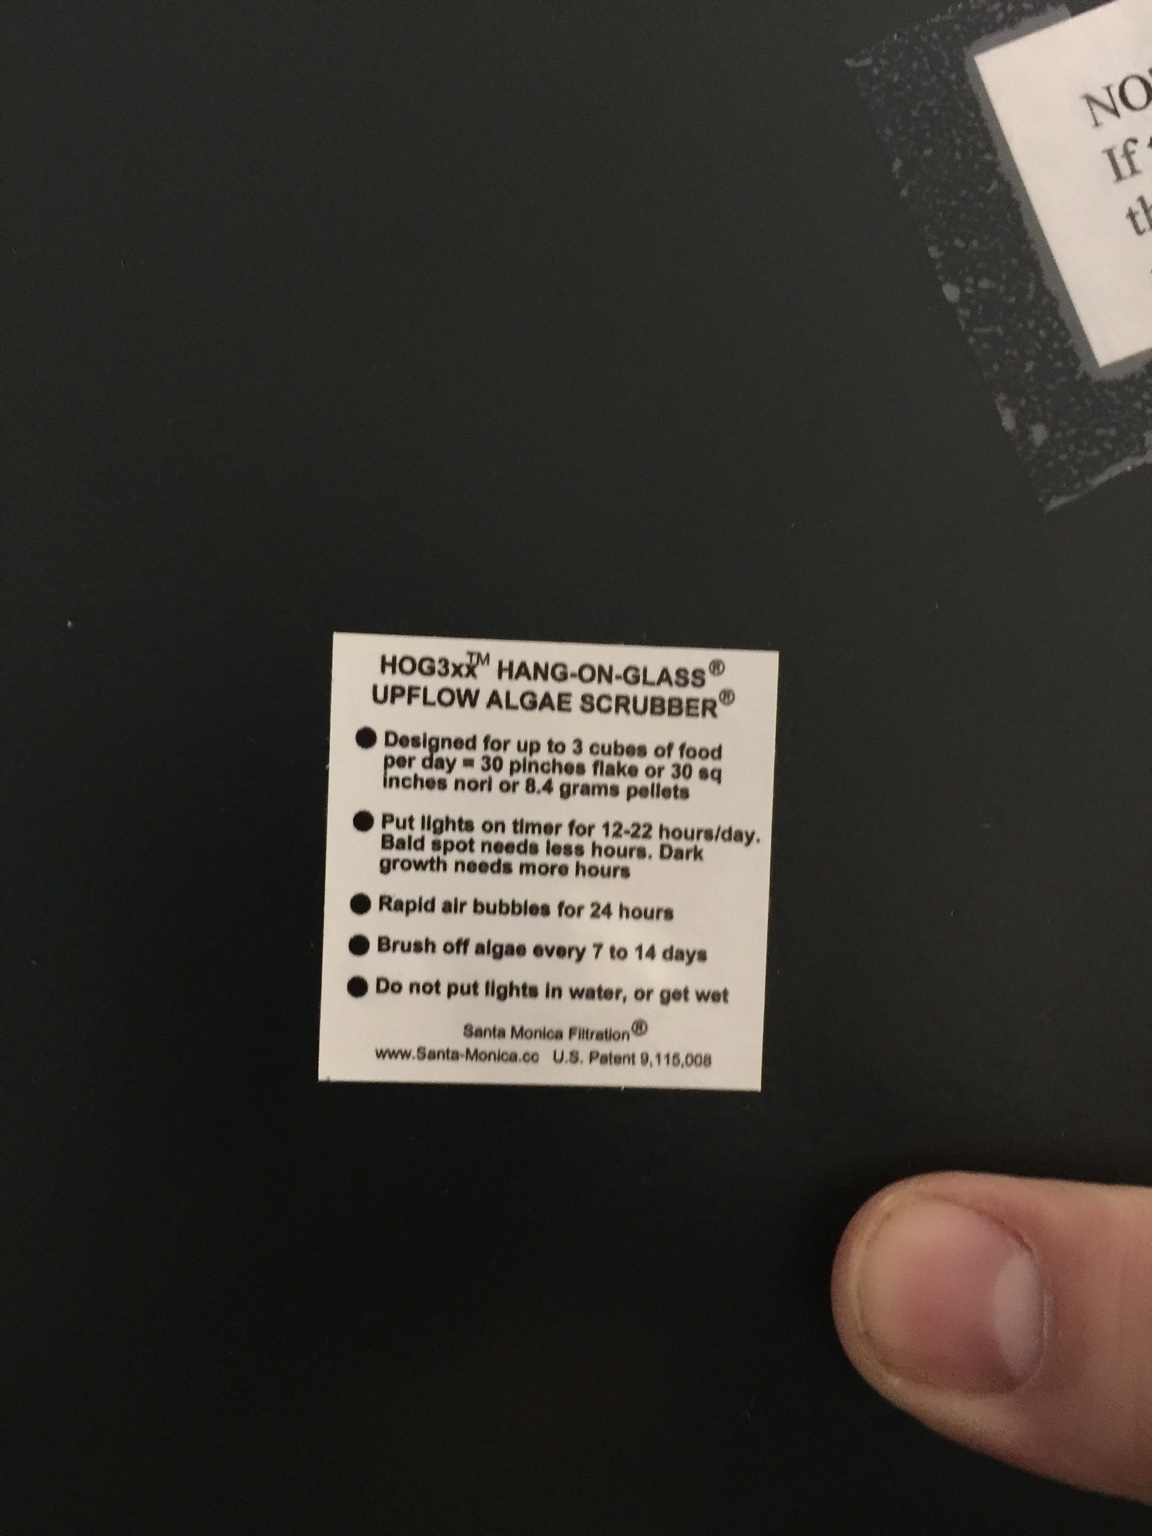 NO
If
th
HOG3xx™ HANG-ON-GLASS®
UPFLOW ALGAE SCRUBBER®
● Designed for up to 3 cubes of food
per day = 30 pinches flake or 30 sq
inches nori or 8.4 grams pellets
● Put lights on timer for 12-22 hours/day.
Bald spot needs less hours. Dark
growth needs more hours
● Rapid air bubbles for 24 hours
● Brush off algae every 7 to 14 days
● Do not put lights in water, or get wet
Santa Monica Filtration®
www.Santa-Monica.cc U.S. Patent 9,115,008